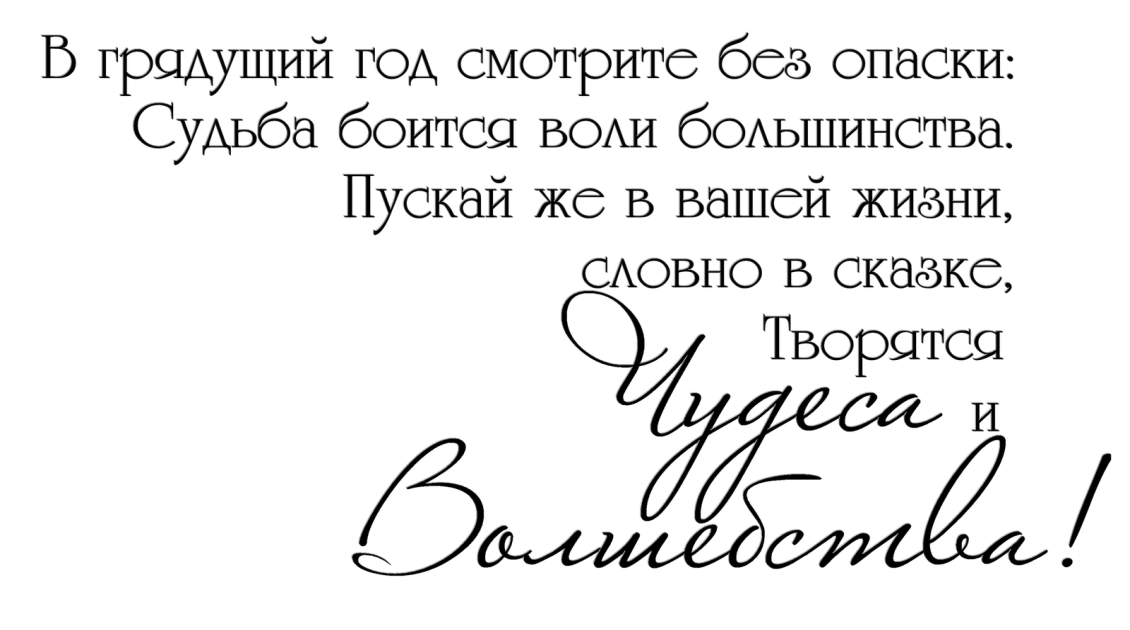 В грядущий год смотрите без опаски:
Судьба боится воли большинства.
Пускай же в вашей жизни,
словно в сказке,
Творятся
Чудеса и
Волшебства!